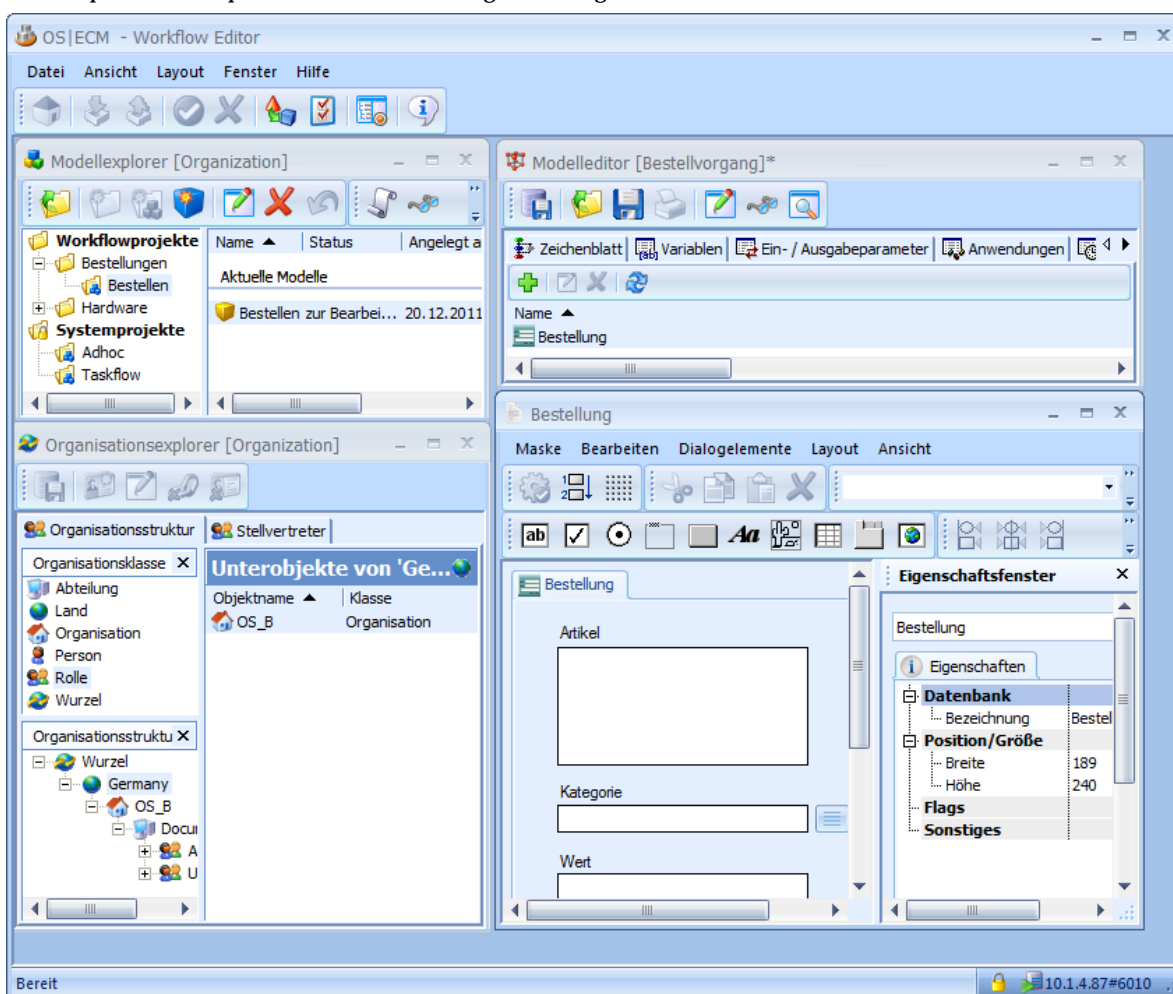 OS|ECM - Workflow Editor
Datei Ansicht Layout Fenster Hilfe
Modellexplorer [Organization]
Workflowprojekte
Bestellungen
Bestellen
Hardware
Systemprojekte
Adhoc
Taskflow
Name Status Angelegt a
Aktuelle Modelle
Bestellen zur Bearbei... 20.12.2011
Modelleditor [Bestellvorgang]*
Zeichenblatt Variablen Ein- / Ausgabeparameter Anwendungen
Name
Bestellung
Organisationsexplorer [Organization]
Organisationsstruktur Stellvertreter
Organisationsklasse
Abteilung
Land
Organisation
Person
Rolle
Wurzel
Organisationsstruktu
Wurzel
Germany
OS_B
Docu
A
U
Unterobjekte von 'Ge...
Objektname Klasse
OS_B Organisation
Bestellung
Maske Bearbeiten Dialogelemente Layout Ansicht
ab Aa
Bestellung
Artikel
Kategorie
Wert
Eigenschaftsfenster
Bestellung
Eigenschaften
Datenbank
Bezeichnung Bestel
Position/Größe
Breite 189
Höhe 240
Flags
Sonstiges
Bereit 10.1.4.87#6010